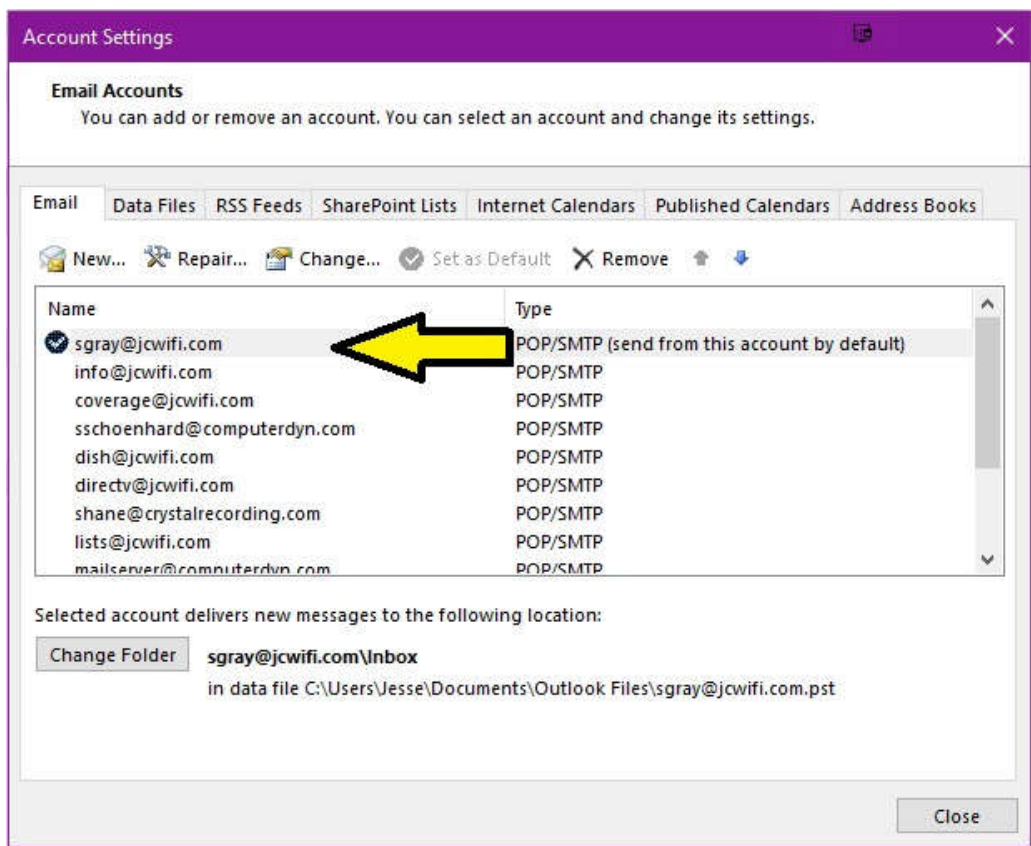 Account Settings
Email Accounts
You can add or remove an account. You can select an account and change its settings.
Email Data Files RSS Feeds SharePoint Lists Internet Calendars Published Calendars Address Books
New... Repair... Change... Set as Default Remove
Name Type
sgray@jcwifi.com POP/SMTP (send from this account by default)
info@jcwifi.com POP/SMTP
coverage@jcwifi.com POP/SMTP
sschoenhard@computerdyn.com POP/SMTP
dish@jcwifi.com POP/SMTP
directv@jcwifi.com POP/SMTP
shane@crystalrecording.com POP/SMTP
lists@jcwifi.com POP/SMTP
mailserver@computerdyn.com POP/SMTP
Selected account delivers new messages to the following location:
Change Folder sgray@jcwifi.com\Inbox
in data file C:\Users\Jesse\Documents\Outlook Files\sgray@jcwifi.com.pst
Close